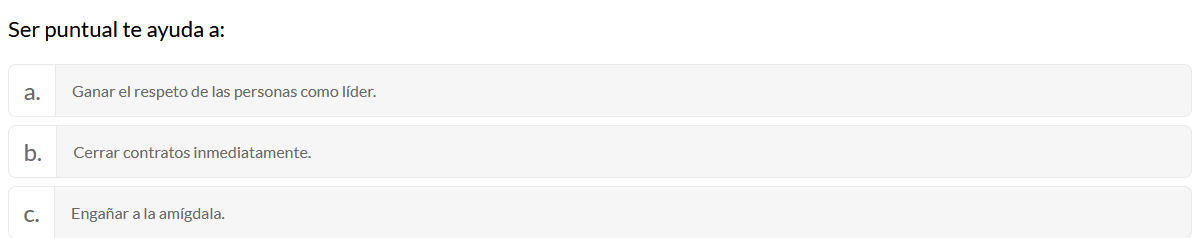 Ser puntual te ayuda a:
a. Ganar el respeto de las personas como líder.
b. Cerrar contratos inmediatamente.
c. Engañar a la amígdala.